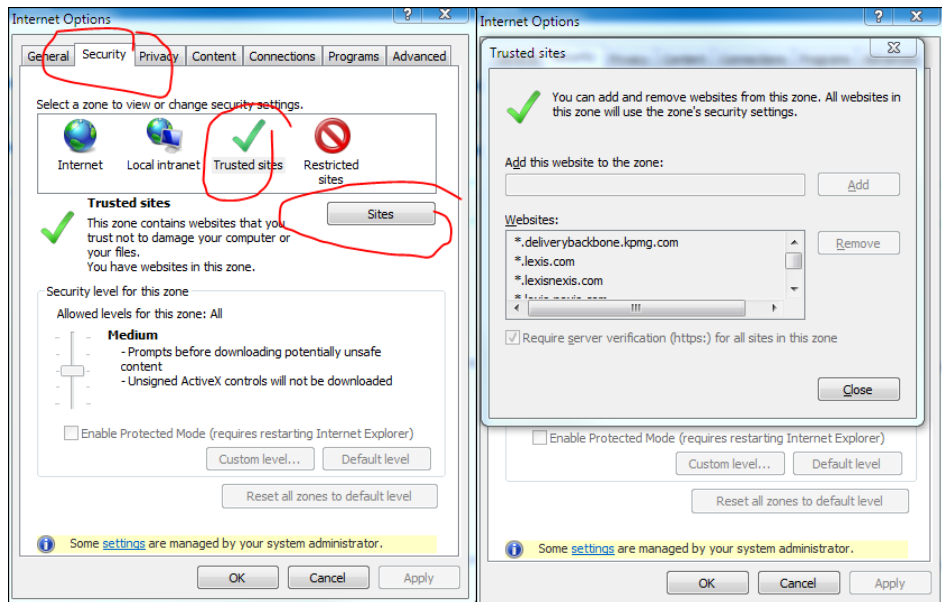 Internet Options
General Security Privacy Content Connections Programs Advanced
Select a zone to view or change security settings.
Internet
Local intranet
Trusted sites
Restricted
sites
Trusted sites
Sites
This zone contains websites that you
trust not to damage your computer or
your files.
You have websites in this zone.
Security level for this zone
Allowed levels for this zone: All
Medium
- Prompts before downloading potentially unsafe
content
- Unsigned ActiveX controls will not be downloaded
Enable Protected Mode (requires restarting Internet Explorer)
Custom level...
Default level
Reset all zones to default level
Some settings are managed by your system administrator.
OK
Cancel
Apply
Internet Options
Trusted sites
You can add and remove websites from this zone. All websites in
this zone will use the zone's security settings.
Add this website to the zone:
Add
Websites:
*.deliverybackbone.kpmg.com
*.lexis.com
*.lexisnexis.com
Remove
Require server verification (https:) for all sites in this zone
Close
Enable Protected Mode (requires restarting Internet Explorer)
Custom level...
Default level
Reset all zones to default level
Some settings are managed by your system administrator.
OK
Cancel
Apply